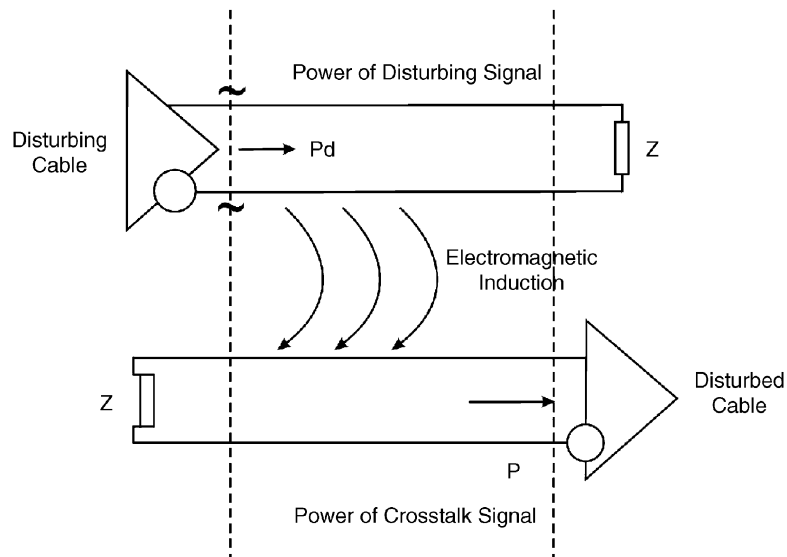 Power of Disturbing Signal
Disturbing
Cable
Pd
Z
Electromagnetic
Induction
Z
Disturbed
Cable
P
Power of Crosstalk Signal